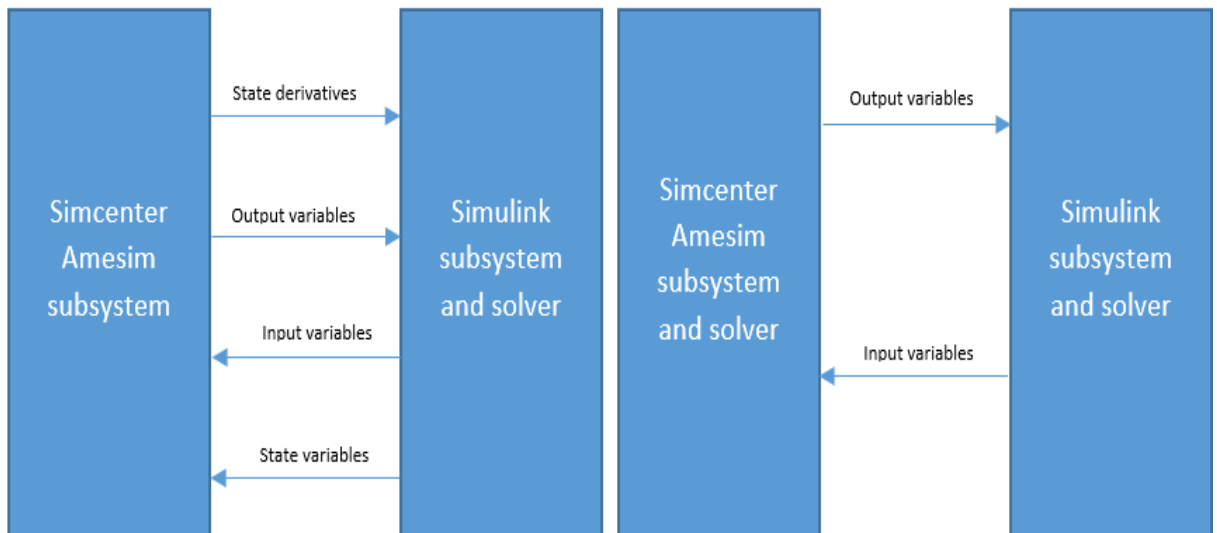 Simcenter
Amesim
subsystem
State derivatives
Output variables
Input variables
State variables
Simulink
subsystem
and solver
Simcenter
Amesim
subsystem
and solver
Output variables
Input variables
Simulink
subsystem
and solver